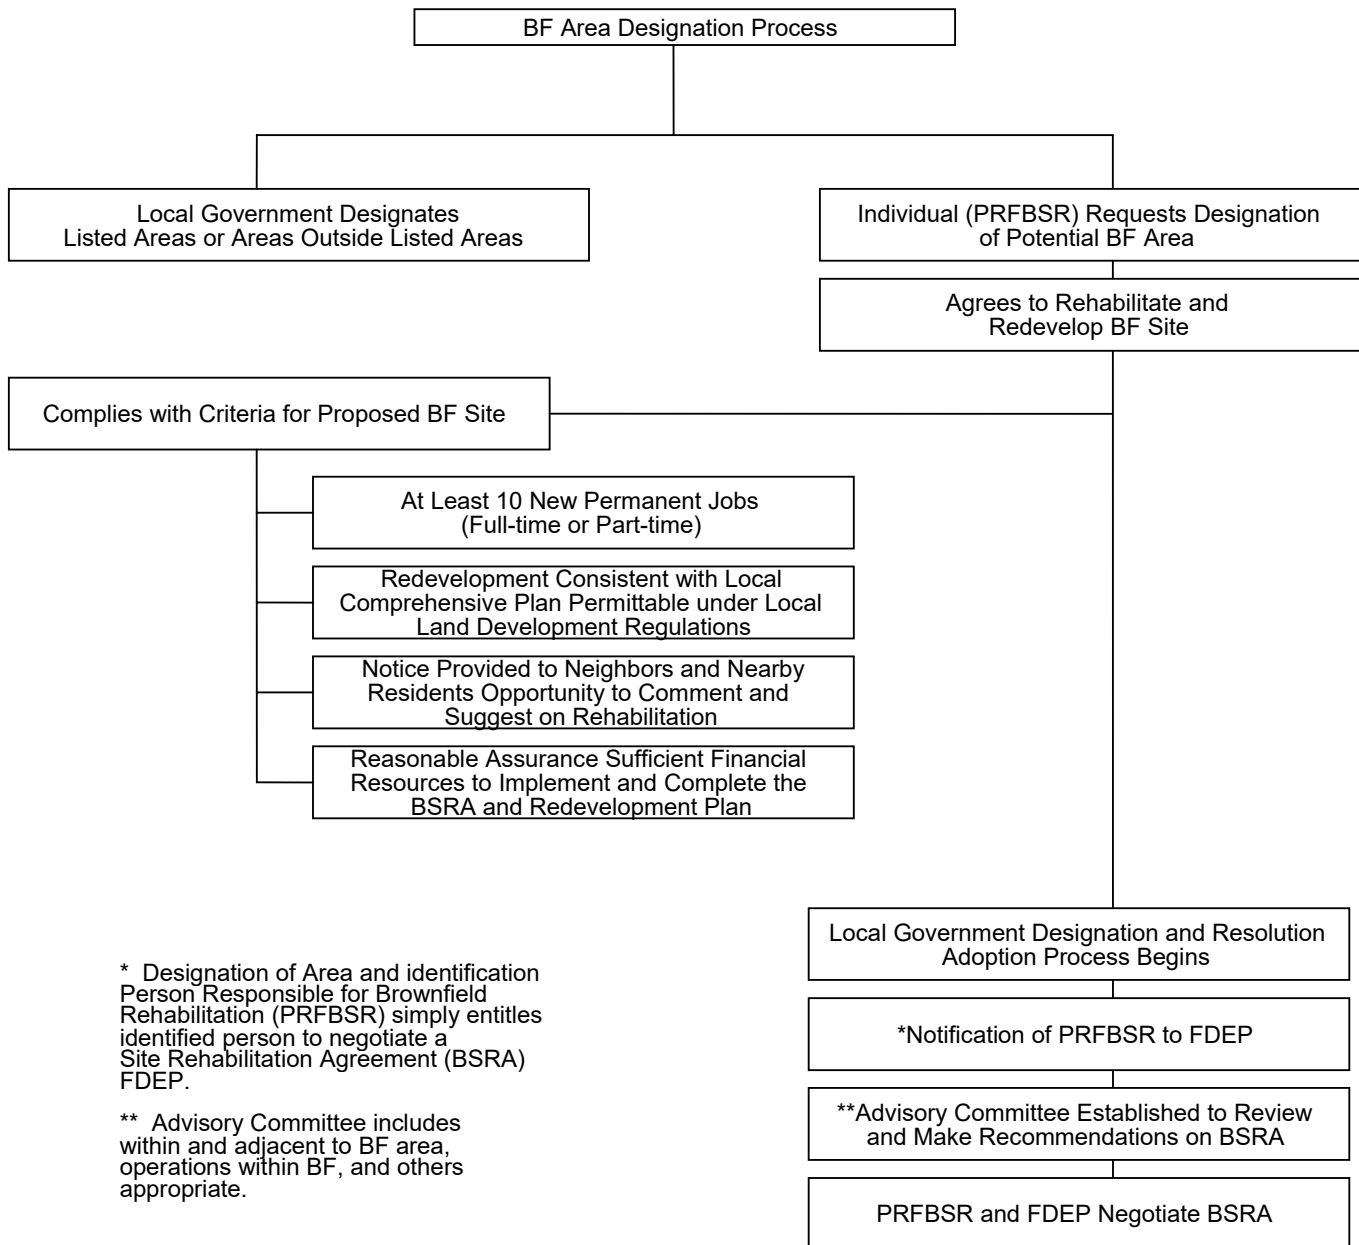 BF Area Designation Process
Local Government Designates
Listed Areas or Areas Outside Listed Areas
Individual (PRFBSR) Requests Designation
of Potential BF Area
Agrees to Rehabilitate and
Redevelop BF Site
Complies with Criteria for Proposed BF Site
At Least 10 New Permanent Jobs
(Full-time or Part-time)
Redevelopment Consistent with Local
Comprehensive Plan Permittable under Local
Land Development Regulations
Notice Provided to Neighbors and Nearby
Residents Opportunity to Comment and
Suggest on Rehabilitation
Reasonable Assurance Sufficient Financial
Resources to Implement and Complete the
BSRA and Redevelopment Plan
Local Government Designation and Resolution
Adoption Process Begins
*Notification of PRFBSR to FDEP
**Advisory Committee Established to Review
and Make Recommendations on BSRA
PRFBSR and FDEP Negotiate BSRA
* Designation of Area and identification
Person Responsible for Brownfield
Rehabilitation (PRFBSR) simply entitles
identified person to negotiate a
Site Rehabilitation Agreement (BSRA)
FDEP.
** Advisory Committee includes
within and adjacent to BF area,
operations within BF, and others
appropriate.